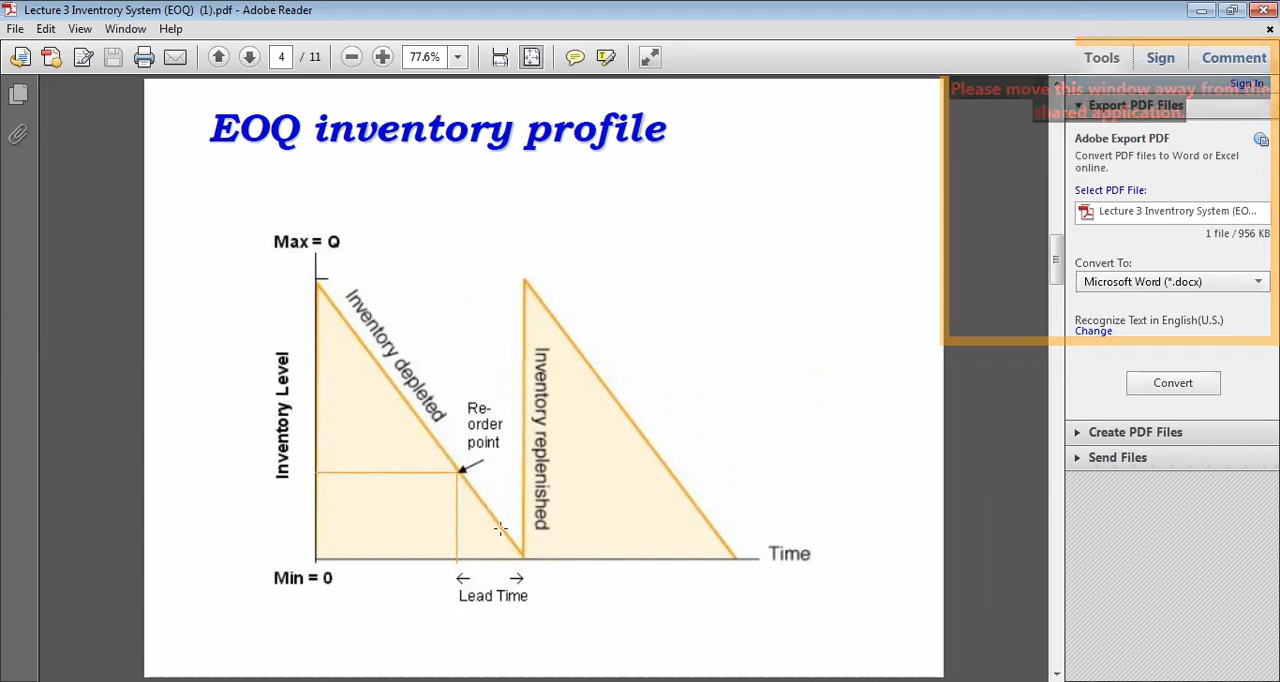 Lecture 3 Inventrory System (EOQ)  (1).pdf - Adobe Reader
File Edit View Window Help
4 / 11 77.6% Tools Sign Comment
Please move this window away from the
shared application.
Sign In
Export PDF Files
Adobe Export PDF
Convert PDF files to Word or Excel
online.
Select PDF File:
Lecture 3 Inventrory System (EO...
1 file / 956 KB
Convert To:
Microsoft Word (*.docx)
Recognize Text in English(U.S.)
Change
Convert
Create PDF Files
Send Files
EOQ inventory profile
Max = Q
Inventory Level
Inventory depleted
Re-
order
point
Inventory replenished
Time
Min = 0
Lead Time